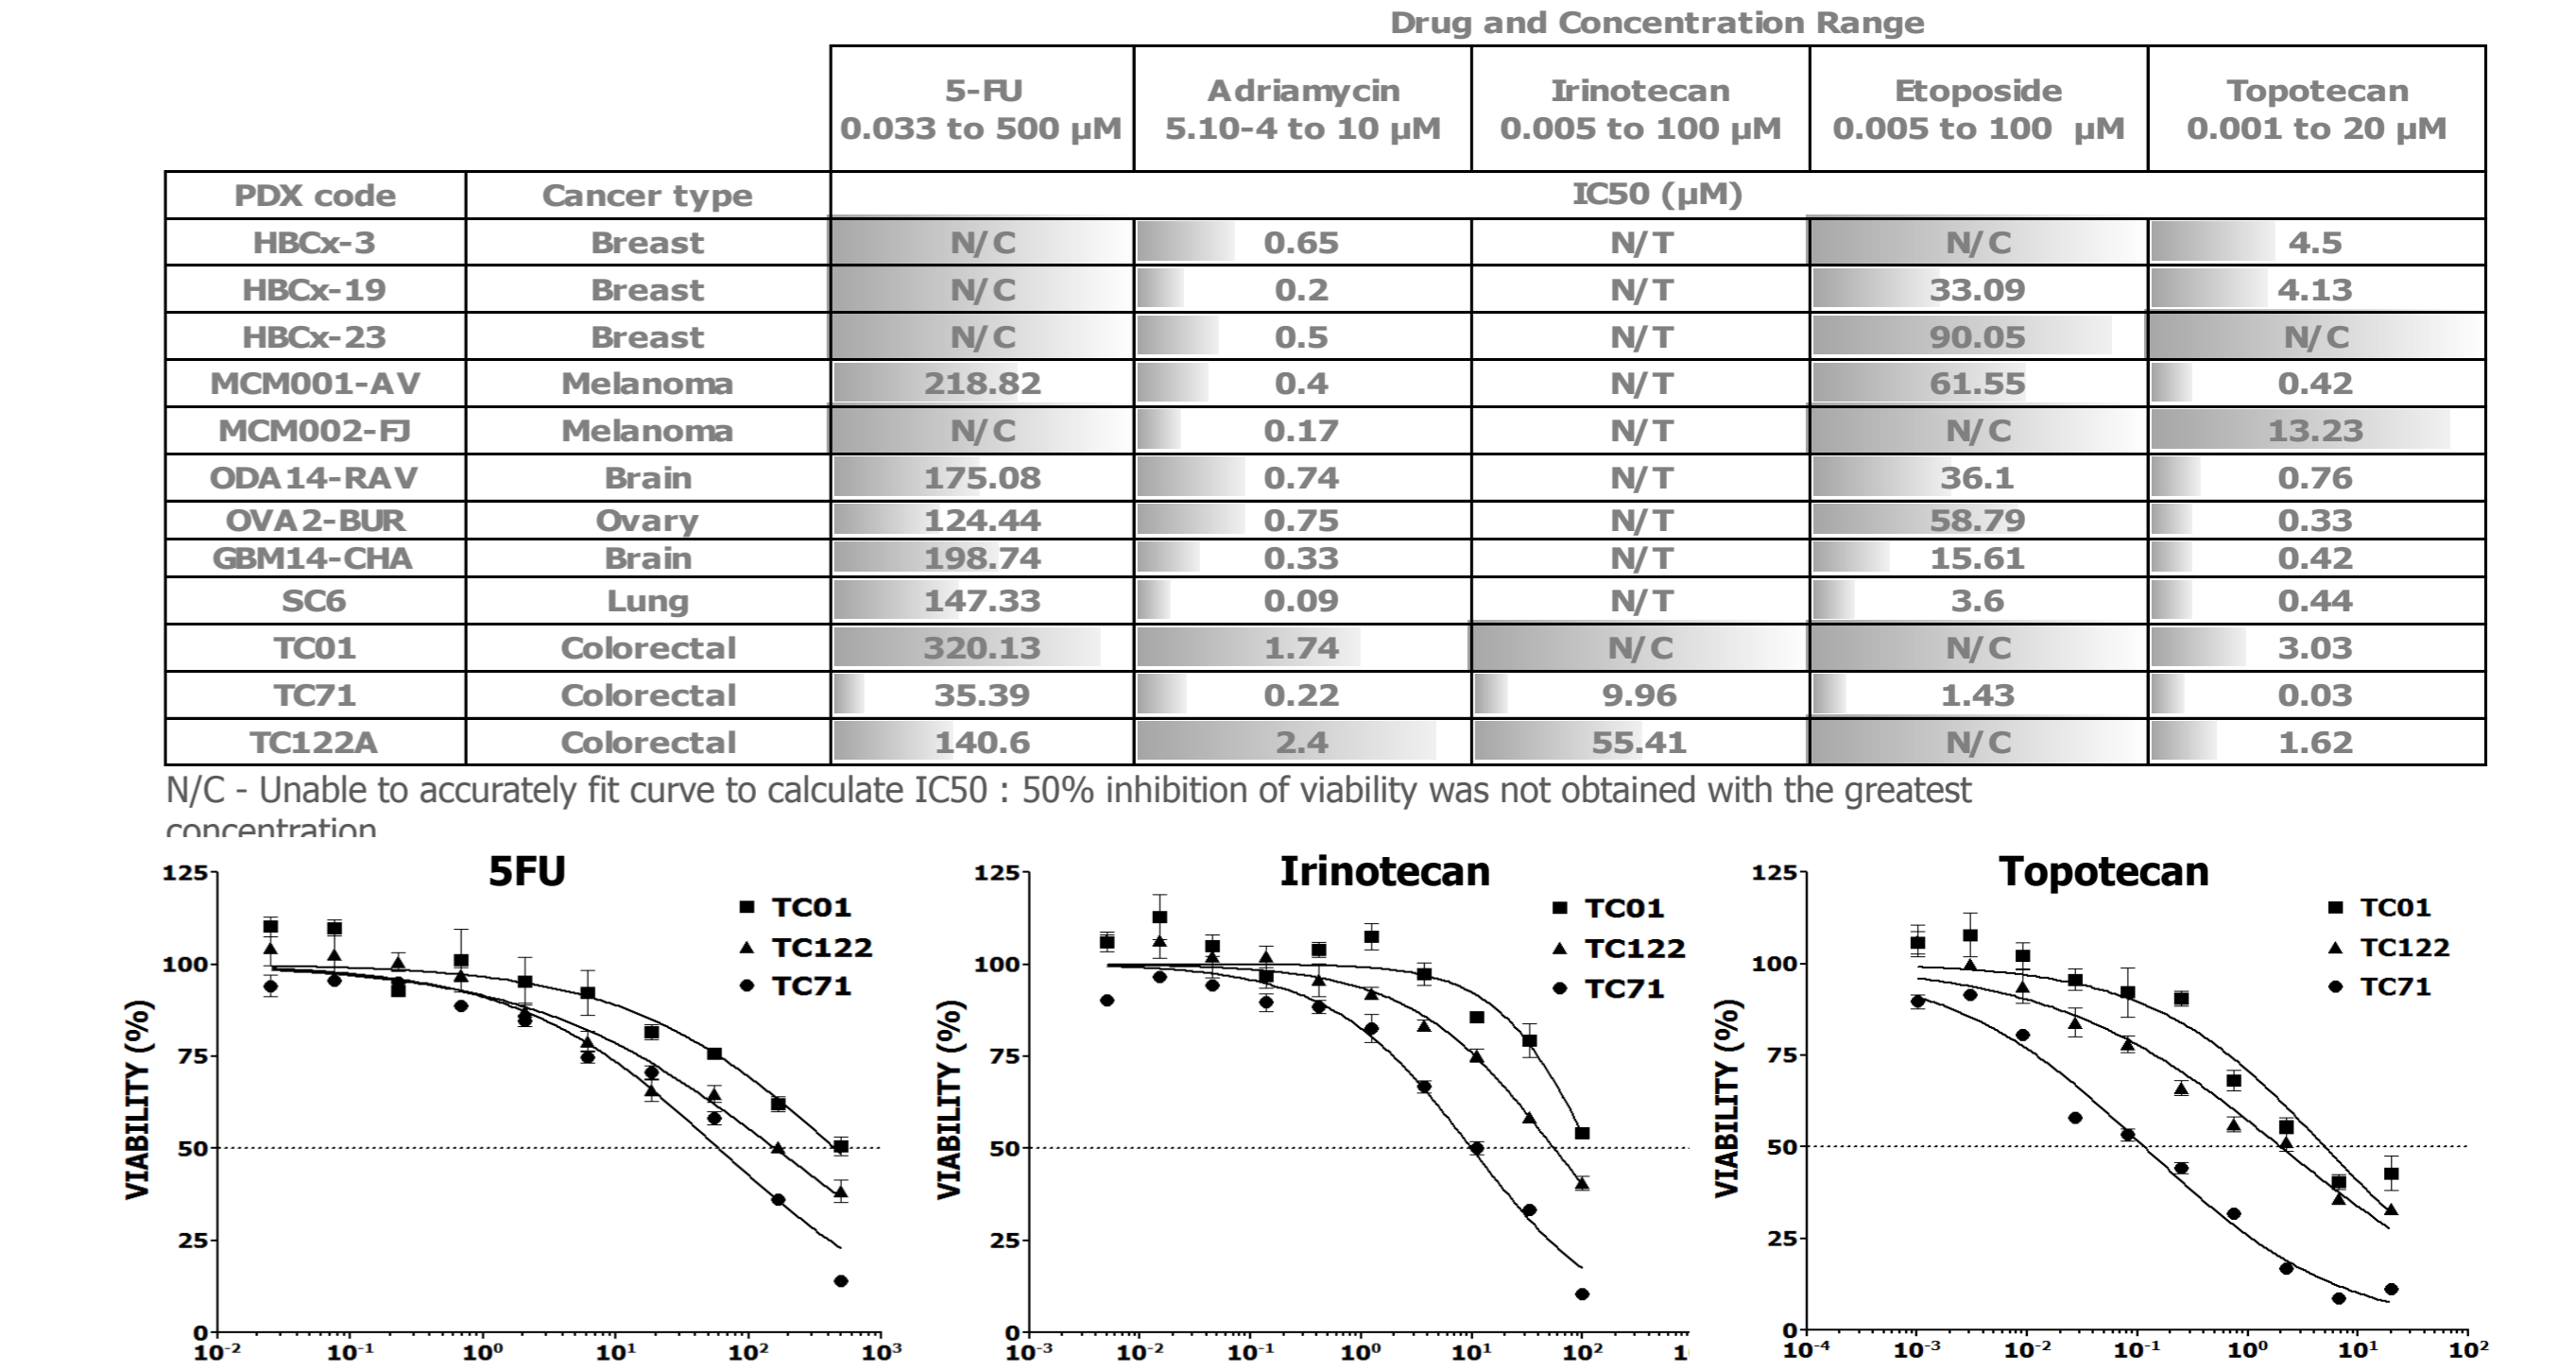 Drug and Concentration Range
5-FU Adriamycin Irinotecan Etoposide Topotecan
0.033 to 500 µM 5.10-4 to 10 µM 0.005 to 100 µM 0.005 to 100 µM 0.001 to 20 µM
PDX code Cancer type IC50 (µM)
HBCx-3 Breast N/C 0.65 N/T N/C 4.5
HBCx-19 Breast N/C 0.2 N/T 33.09 4.13
HBCx-23 Breast N/C 0.5 N/T 90.05 N/C
MCM001-AV Melanoma 218.82 0.4 N/T 61.55 0.42
MCM002-FJ Melanoma N/C 0.17 N/T N/C 13.23
ODA14-RAV Brain 175.08 0.74 N/T 36.1 0.76
OVA2-BUR Ovary 124.44 0.75 N/T 58.79 0.33
GBM14-CHA Brain 198.74 0.33 N/T 15.61 0.42
SC6 Lung 147.33 0.09 N/T 3.6 0.44
TC01 Colorectal 320.13 1.74 N/C N/C 3.03
TC71 Colorectal 35.39 0.22 9.96 1.43 0.03
TC122A Colorectal 140.6 2.4 55.41 N/C 1.62
N/C - Unable to accurately fit curve to calculate IC50 : 50% inhibition of viability was not obtained with the greatest
concentration
5FU
TC01
TC122
TC71
VIABILITY (%)
125
100
75
50
25
0
10-2 10-1 100 101 102 103
Irinotecan
TC01
TC122
TC71
VIABILITY (%)
125
100
75
50
25
0
10-3 10-2 10-1 100 101 102
Topotecan
TC01
TC122
TC71
VIABILITY (%)
125
100
75
50
25
0
10-4 10-3 10-2 10-1 100 101 102